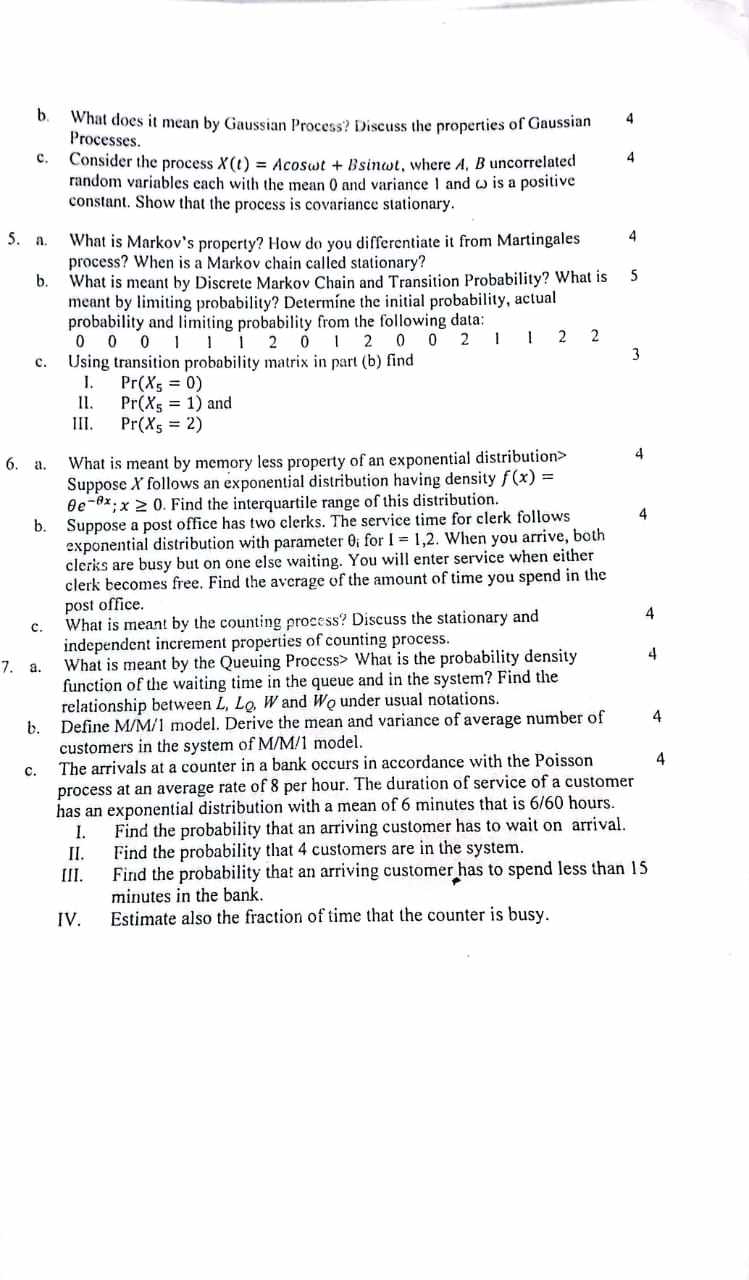 b. What does it mean by Gaussian Process? Discuss the properties of Gaussian 4
Processes.
c. Consider the process X(t) = Acosωt + Bsinωt, where A, B uncorrelated 4
random variables each with the mean 0 and variance 1 and ω is a positive
constant. Show that the process is covariance stationary.
5. a. What is Markov's property? How do you differentiate it from Martingales 4
process? When is a Markov chain called stationary?
b. What is meant by Discrete Markov Chain and Transition Probability? What is 5
meant by limiting probability? Determine the initial probability, actual
probability and limiting probability from the following data:
0 0 0 1 1 1 2 0 1 2 0 0 2 1 1 2 2
c. Using transition probability matrix in part (b) find 3
I. Pr(X₅ = 0)
II. Pr(X₅ = 1) and
III. Pr(X₅ = 2)
6. a. What is meant by memory less property of an exponential distribution> 4
Suppose X follows an exponential distribution having density f(x) =
θe⁻ᶿˣ; x ≥ 0. Find the interquartile range of this distribution.
b. Suppose a post office has two clerks. The service time for clerk follows 4
exponential distribution with parameter θᵢ for I = 1,2. When you arrive, both
clerks are busy but on one else waiting. You will enter service when either
clerk becomes free. Find the average of the amount of time you spend in the
post office.
c. What is meant by the counting process? Discuss the stationary and 4
independent increment properties of counting process.
7. a. What is meant by the Queuing Process> What is the probability density 4
function of the waiting time in the queue and in the system? Find the
relationship between L, L_Q, W and W_Q under usual notations.
b. Define M/M/1 model. Derive the mean and variance of average number of 4
customers in the system of M/M/1 model.
c. The arrivals at a counter in a bank occurs in accordance with the Poisson 4
process at an average rate of 8 per hour. The duration of service of a customer
has an exponential distribution with a mean of 6 minutes that is 6/60 hours.
I. Find the probability that an arriving customer has to wait on arrival.
II. Find the probability that 4 customers are in the system.
III. Find the probability that an arriving customer has to spend less than 15
minutes in the bank.
IV. Estimate also the fraction of time that the counter is busy.